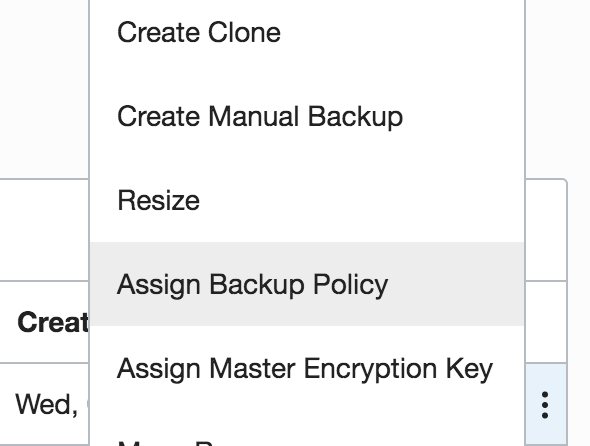 Create Clone
Create Manual Backup
Resize
Assign Backup Policy
Creat
Assign Master Encryption Key
Wed,